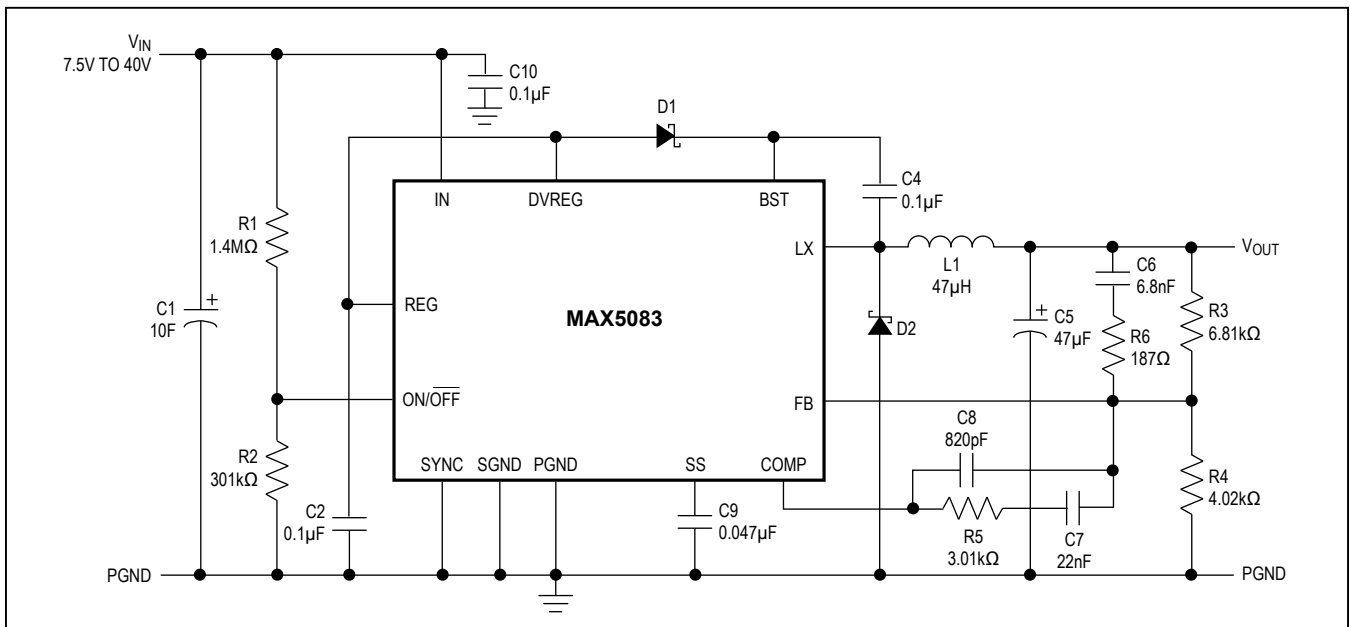 VIN
7.5V TO 40V
C10
0.1µF
D1
IN
DVREG
BST
C4
0.1µF
R1
1.4MΩ
LX
VOUT
L1
47µH
C6
6.8nF
C1
10F
+
REG
MAX5083
D2
+
C5
47µF
R6
187Ω
R3
6.81kΩ
ON/OFF
FB
C8
820pF
R2
301kΩ
SYNC
SGND
PGND
SS
COMP
R4
4.02kΩ
C2
0.1µF
C9
0.047µF
R5
3.01kΩ
C7
22nF
PGND
PGND